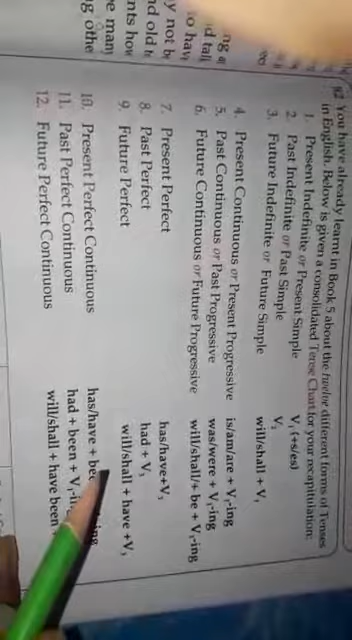 g2 You have already learnt in Book 5 about the twelve different forms of Tenses
in English. Below is given a consolidated Tense Chart for your recapitulation:
1. Present Indefinite or Present Simple V₁(+s/es)
2. Past Indefinite or Past Simple V₂
3. Future Indefinite or Future Simple will/shall + V₁
4. Present Continuous or Present Progressive is/am/are + V₁-ing
5. Past Continuous or Past Progressive was/were + V₁-ing
6. Future Continuous or Future Progressive will/shall/+ be + V₁-ing
7. Present Perfect has/have+V₃
8. Past Perfect had + V₃
9. Future Perfect will/shall + have +V₃
10. Present Perfect Continuous has/have +
11. Past Perfect Continuous had + been +
12. Future Perfect Continuous will/shall + have been